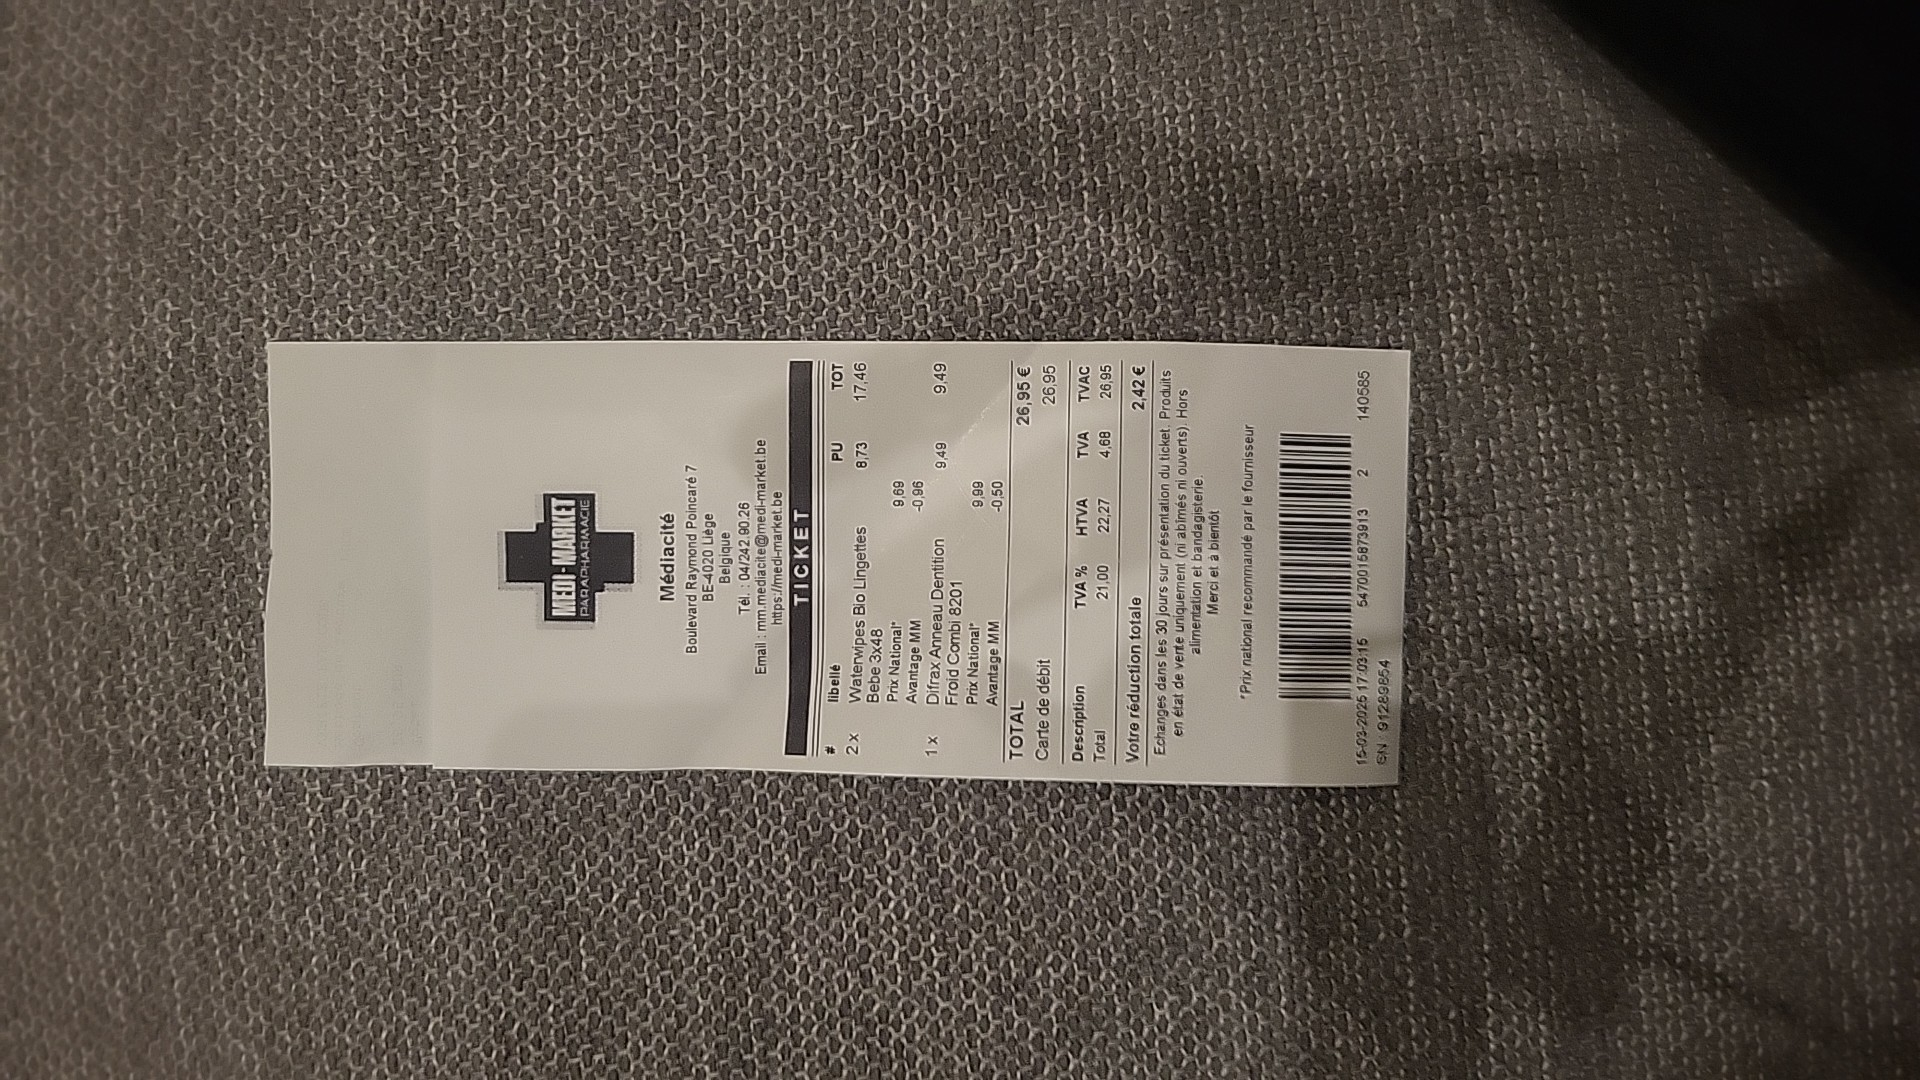 MEDI-MARKET
PARAPHARMACIE
Médiacité
Boulevard Raymond Poincaré 7
BE-4020 Liège
Belgique
Tél. : 04/242.90.26
Email : mm.mediacite@medi-market.be
https://medi-market.be
TICKET
# libellé PU TOT
2 x Waterwipes Bio Lingettes 8,73 17,46
Bebe 3x48
Prix National* 9,69
Avantage MM -0,96
1 x Difrax Anneau Dentition 9,49 9,49
Froid Combi 8201
Prix National* 9,99
Avantage MM -0,50
TOTAL 26,95 €
Carte de débit 26,95
Description TVA % HTVA TVA TVAC
Total 21,00 22,27 4,68 26,95
Votre réduction totale 2,42 €
Echanges dans les 30 jours sur présentation du ticket. Produits
en état de vente uniquement (ni abîmés ni ouverts). Hors
alimentation et bandagisterie.
Merci et à bientôt
*Prix national recommandé par le fournisseur
15-03-2025 17:03:15 5470015873913 2 140585
SN : 91289854